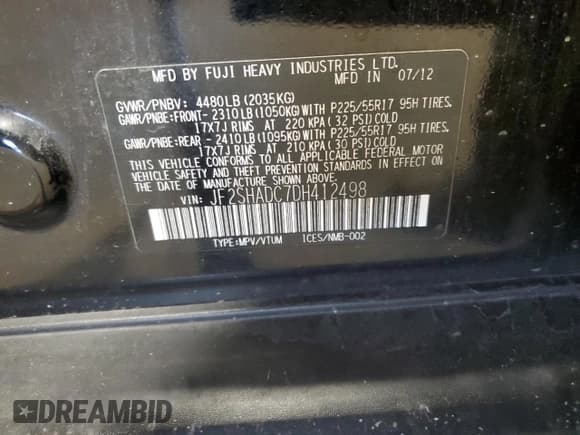 MFD BY FUJI HEAVY INDUSTRIES LTD.
MFD IN 07/12
GVWR/PNBV: 4480LB(2035KG)
GAWR/PNBE:FRONT- 2310LB(1050KG)WITH P225/55R17 95H TIRES.
17X7J RIMS AT 220 KPA(32 PSI)COLD
GAWR/PNBE:REAR - 2410LB(1095KG)WITH P225/55R17 95H TIRES.
17X7J RIMS AT 210 KPA(30 PSI)COLD
THIS VEHICLE CONFORMS TO ALL APPLICABLE FEDERAL MOTOR
VEHICLE SAFETY AND BUMPER STANDARDS IN EFFECT ON THE
DATE OF MANUFACTURE SHOWN ABOVE.
VIN: JF2SHADC7DH412498
TYPE:MPV/VTUM ICES/NMB-002
DREAMBID